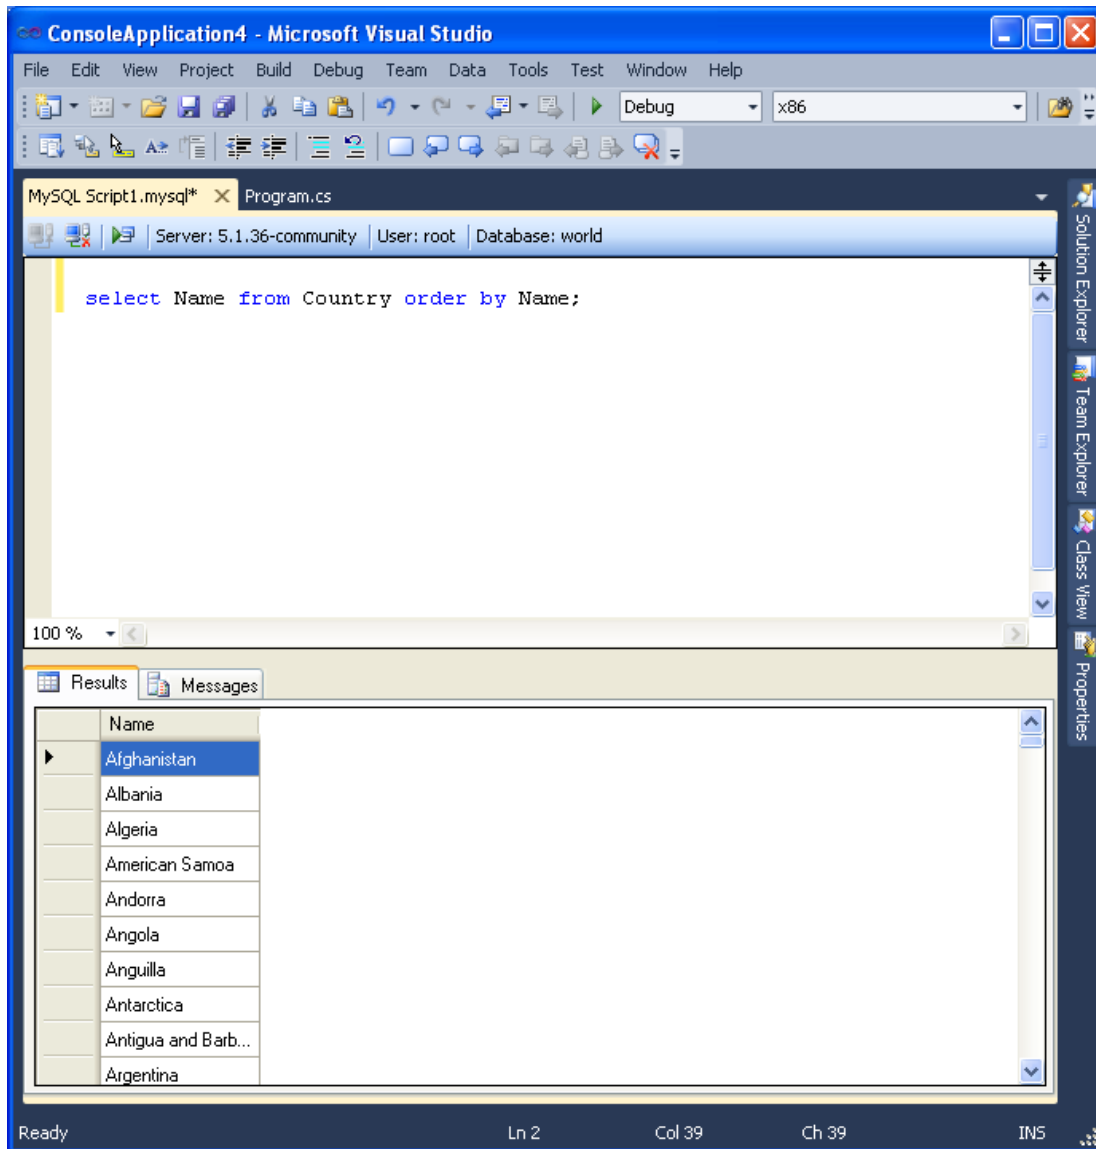 ConsoleApplication4 - Microsoft Visual Studio
File Edit View Project Build Debug Team Data Tools Test Window Help
Debug x86
MySQL Script1.mysql* Program.cs
Server: 5.1.36-community User: root Database: world
select Name from Country order by Name;
100 %
Results Messages
Name
Afghanistan
Albania
Algeria
American Samoa
Andorra
Angola
Anguilla
Antarctica
Antigua and Barb...
Argentina
Solution Explorer
Team Explorer
Class View
Properties
Ready Ln 2 Col 39 Ch 39 INS